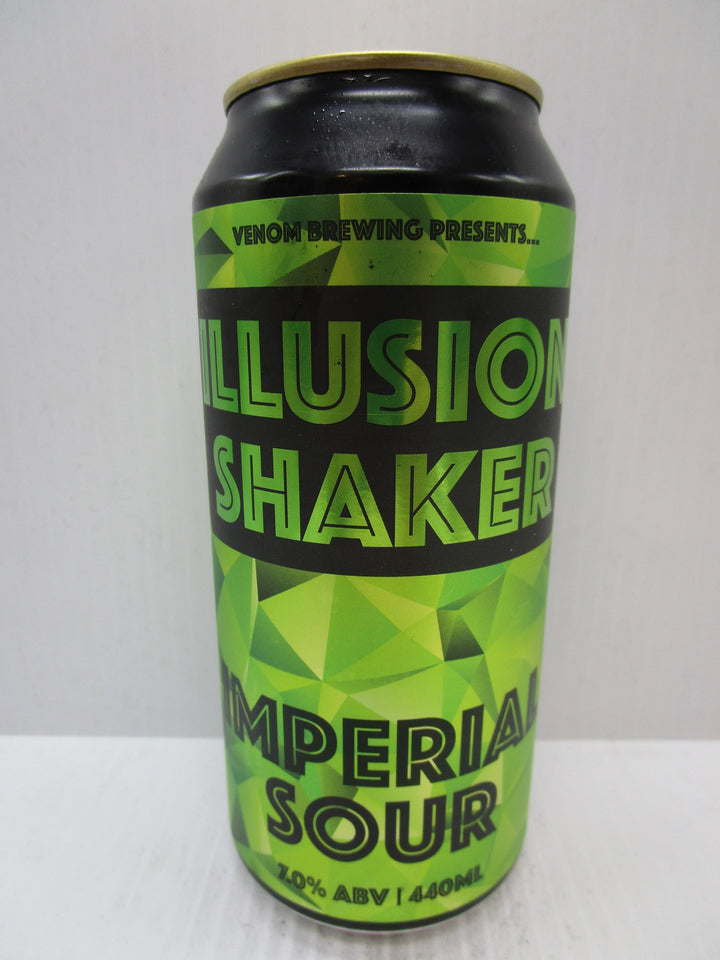 VENOM BREWING PRESENTS...
ILLUSION
SHAKER
IMPERIAL
SOUR
7.0% ABV | 440ML